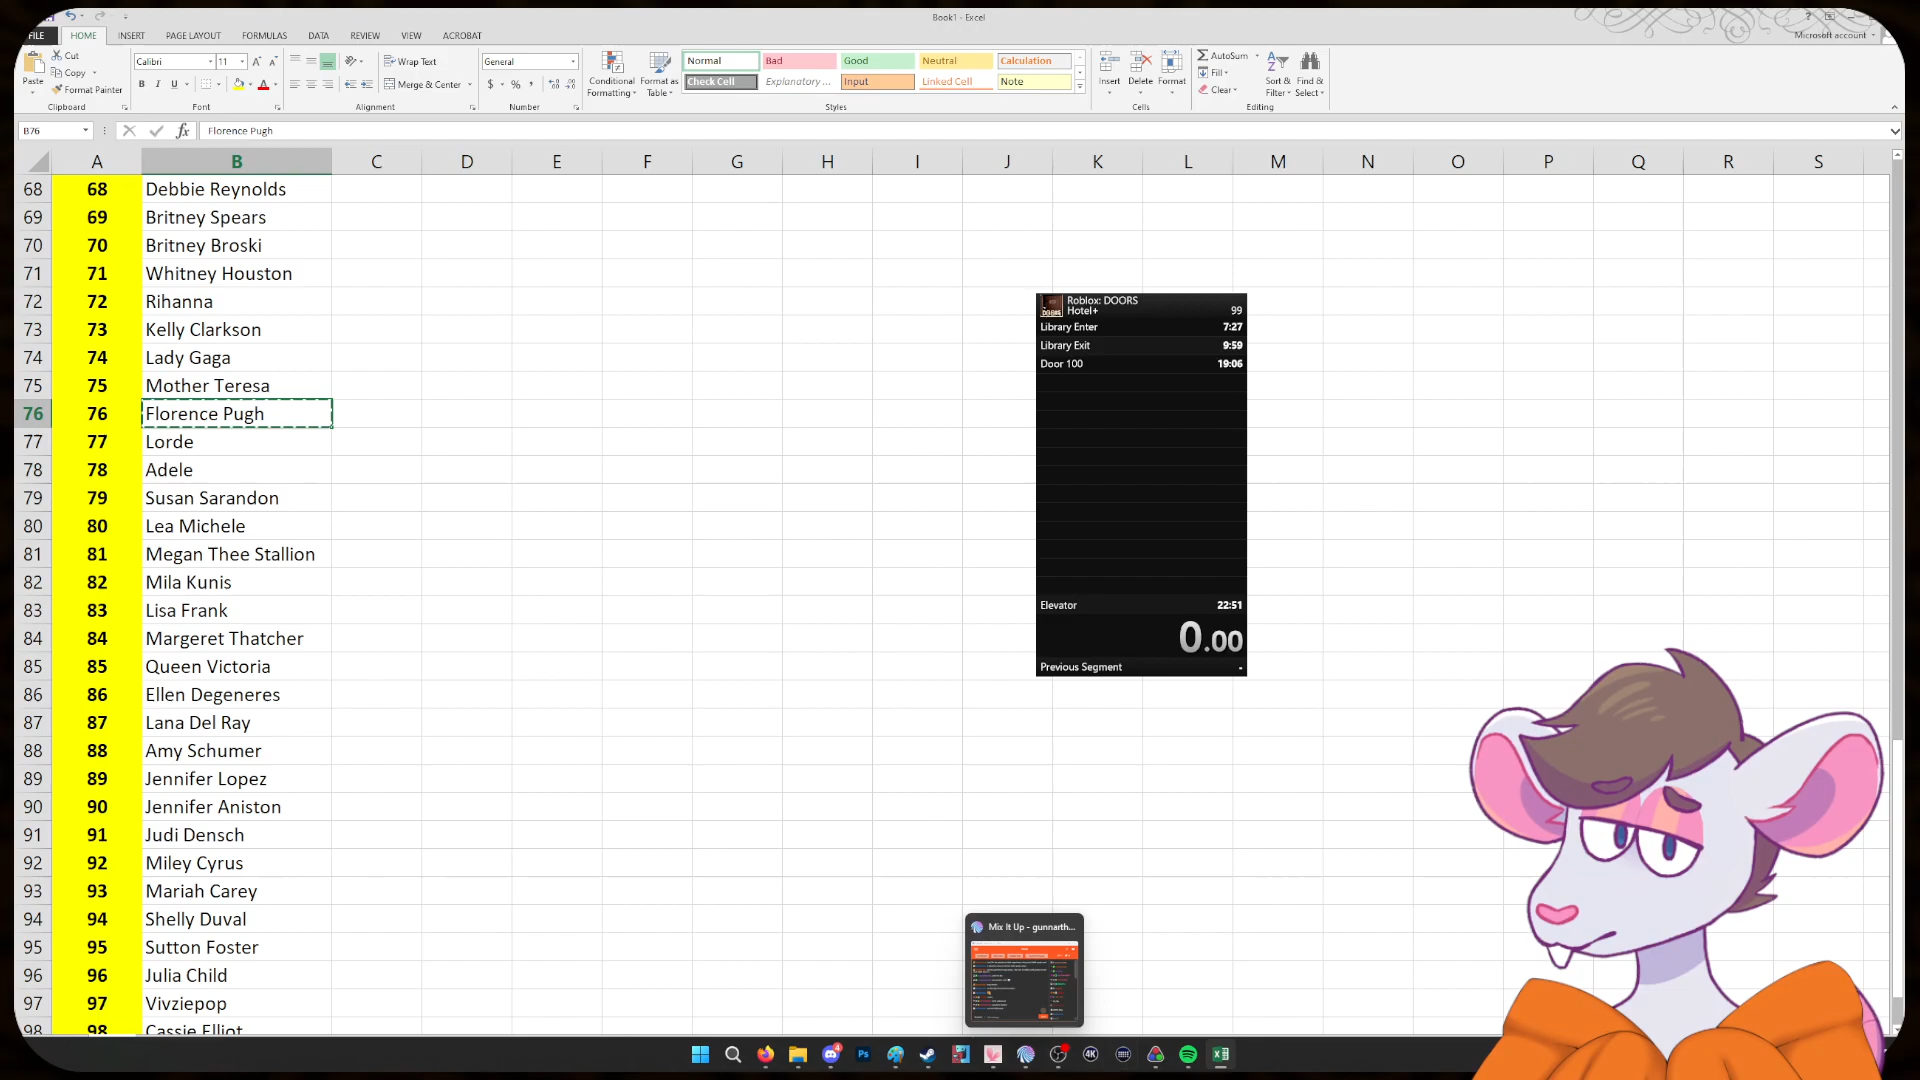 Book1 - Excel
Microsoft account
FILE HOME INSERT PAGE LAYOUT FORMULAS DATA REVIEW VIEW ACROBAT
Paste
Cut
Copy
Format Painter
Clipboard
Calibri 11
B I U
Font
Wrap Text
Merge & Center
Alignment
General
$ % ,
Number
Conditional Formatting
Format as Table
Normal Bad Good Neutral Calculation
Check Cell Explanatory ... Input Linked Cell Note
Styles
Insert Delete Format
Cells
AutoSum
Fill
Clear
Sort & Filter
Find & Select
Editing
B76 fx Florence Pugh
A B C D E F G H I J K L M N O P Q R S
68 68 Debbie Reynolds
69 69 Britney Spears
70 70 Britney Broski
71 71 Whitney Houston
72 72 Rihanna
73 73 Kelly Clarkson
74 74 Lady Gaga
75 75 Mother Teresa
76 76 Florence Pugh
77 77 Lorde
78 78 Adele
79 79 Susan Sarandon
80 80 Lea Michele
81 81 Megan Thee Stallion
82 82 Mila Kunis
83 83 Lisa Frank
84 84 Margeret Thatcher
85 85 Queen Victoria
86 86 Ellen Degeneres
87 87 Lana Del Ray
88 88 Amy Schumer
89 89 Jennifer Lopez
90 90 Jennifer Aniston
91 91 Judi Densch
92 92 Miley Cyrus
93 93 Mariah Carey
94 94 Shelly Duval
95 95 Sutton Foster
96 96 Julia Child
97 97 Vivziepop
98 98 Cassie Elliot
Roblox: DOORS
Hotel+ 99
Library Enter 7:27
Library Exit 9:59
Door 100 19:06
Elevator 22:51
0.00
Previous Segment -
Mix It Up - gunnarth...
Ps
4K